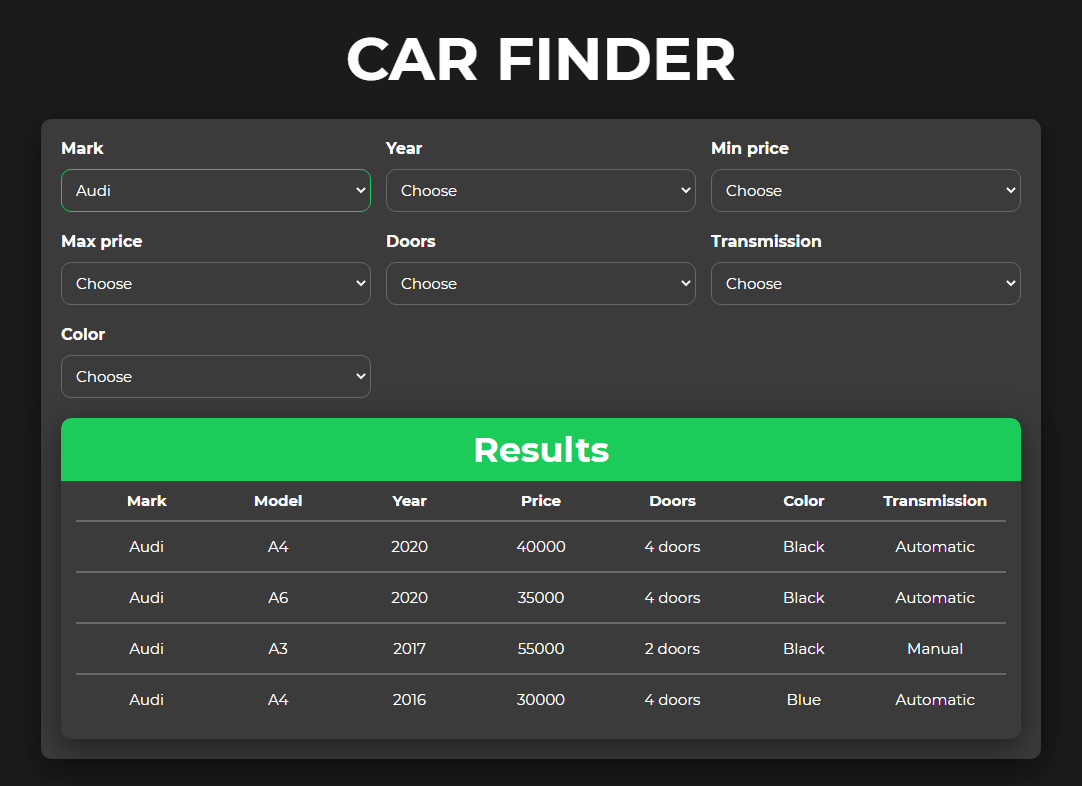 CAR FINDER
Mark Year Min price
Audi Choose Choose
Max price Doors Transmission
Choose Choose Choose
Color
Choose
Results
Mark Model Year Price Doors Color Transmission
Audi A4 2020 40000 4 doors Black Automatic
Audi A6 2020 35000 4 doors Black Automatic
Audi A3 2017 55000 2 doors Black Manual
Audi A4 2016 30000 4 doors Blue Automatic